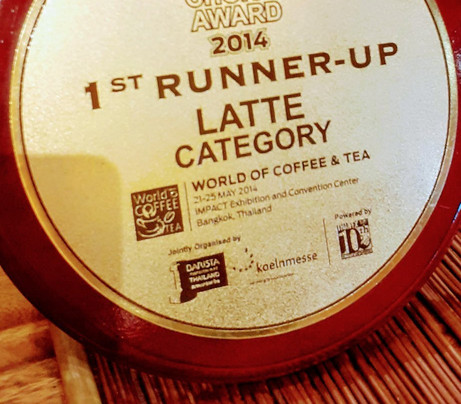 AWARD
2014
1ST RUNNER-UP
LATTE
CATEGORY
World
COFFEE
TEA
WORLD OF COFFEE & TEA
21-25 MAY 2014
IMPACT Exhibition and Convention Center
Bangkok, Thailand
Jointly Organised by
BARISTA
THAILAND
koelnmesse
Powered by